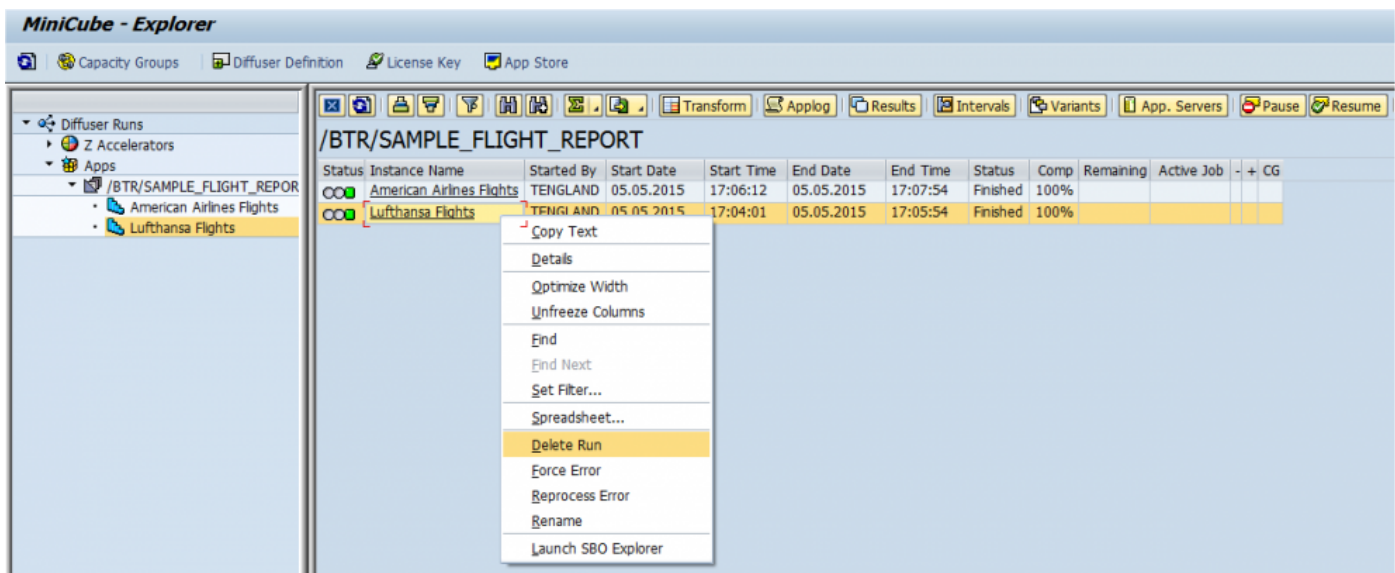 MiniCube - Explorer
Capacity Groups Diffuser Definition License Key App Store
Transform Applog Results Intervals Variants App. Servers Pause Resume
Diffuser Runs
Z Accelerators
Apps
/BTR/SAMPLE_FLIGHT_REPOR
American Airlines Flights
Lufthansa Flights
/BTR/SAMPLE_FLIGHT_REPORT
Status Instance Name Started By Start Date Start Time End Date End Time Status Comp Remaining Active Job - + CG
American Airlines Flights TENGLAND 05.05.2015 17:06:12 05.05.2015 17:07:54 Finished 100%
Lufthansa Flights TENGLAND 05.05.2015 17:04:01 05.05.2015 17:05:54 Finished 100%
Copy Text
Details
Optimize Width
Unfreeze Columns
Find
Find Next
Set Filter...
Spreadsheet...
Delete Run
Force Error
Reprocess Error
Rename
Launch SBO Explorer